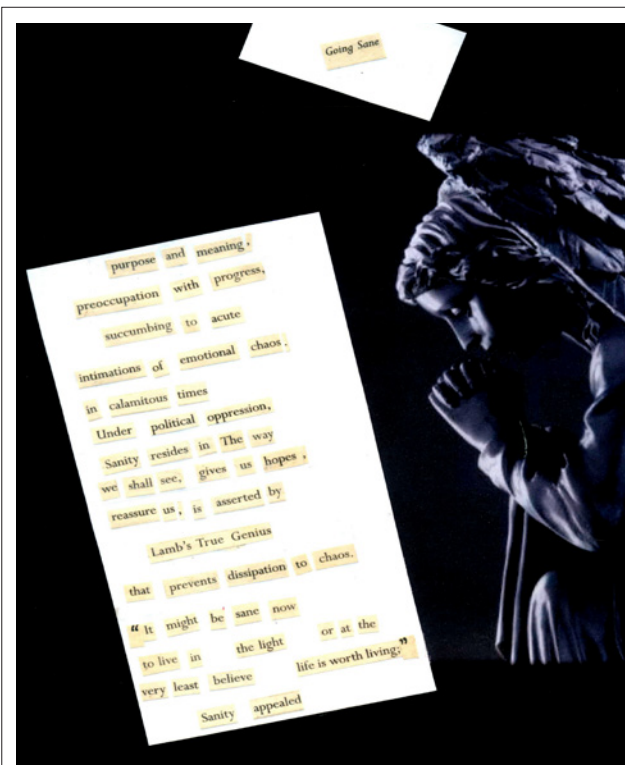 Going Sane
purpose and meaning,
preoccupation with progress,
succumbing to acute
intimations of emotional chaos.
in calamitous times
Under political oppression,
Sanity resides in The way
we shall see, gives us hopes,
reassure us, is asserted by
Lamb's True Genius
that prevents dissipation to chaos.
“It might be sane now
to live in the light or at the
very least believe life is worth living;”
Sanity appealed